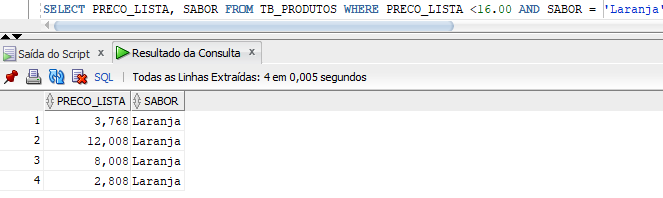 SELECT PRECO_LISTA, SABOR FROM TB_PRODUTOS WHERE PRECO_LISTA <16.00 AND SABOR = 'Laranja'
Saída do Script x Resultado da Consulta x
SQL | Todas as Linhas Extraídas: 4 em 0,005 segundos
PRECO_LISTA SABOR
1 3,768 Laranja
2 12,008 Laranja
3 8,008 Laranja
4 2,808 Laranja